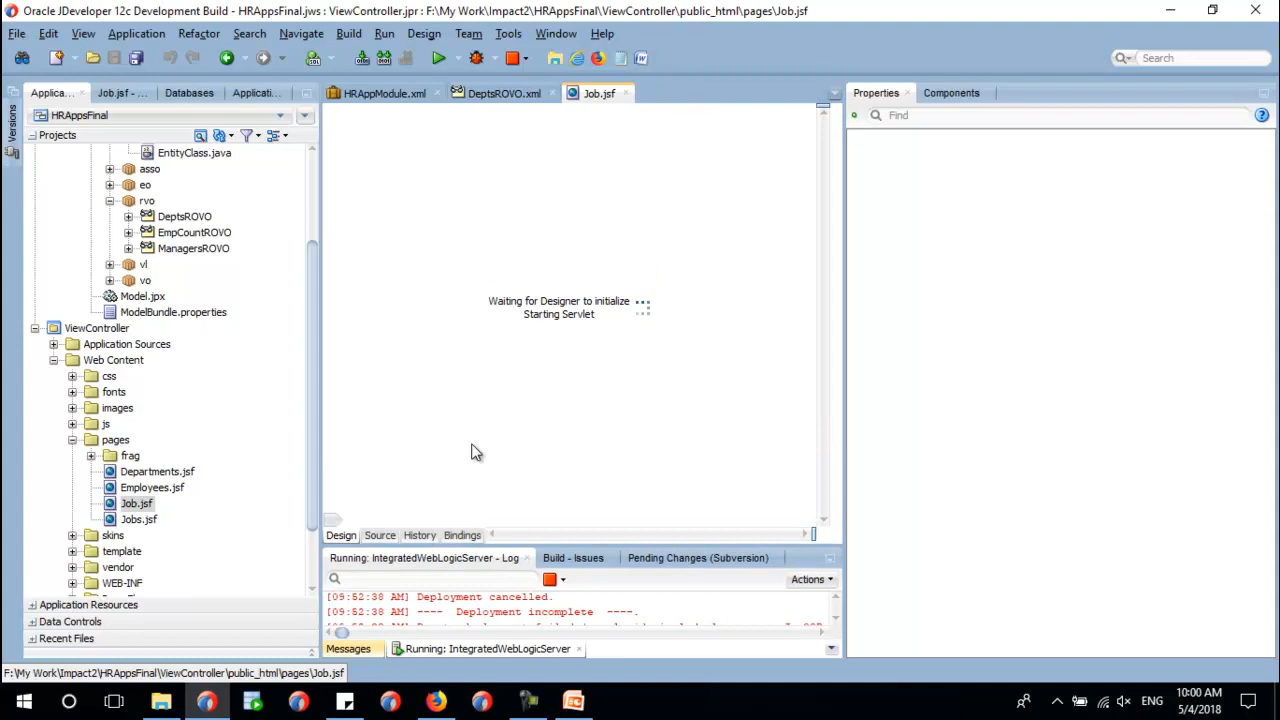 Oracle JDeveloper 12c Development Build - HRAppsFinal.jws : ViewController.jpr : F:\My Work\Impact2\HRAppsFinal\ViewController\public_html\pages\Job.jsf
File Edit View Application Refactor Search Navigate Build Run Design Team Tools Window Help
Search
Applica... Job.jsf - ... Databases Applicati...
HRAppModule.xml DeptsROVO.xml Job.jsf
Properties Components
Versions
HRAppsFinal
Find
Projects
EntityClass.java
asso
eo
rvo
DeptsROVO
EmpCountROVO
ManagersROVO
vl
vo
Model.jpx
ModelBundle.properties
ViewController
Application Sources
Web Content
css
fonts
images
js
pages
frag
Departments.jsf
Employees.jsf
Job.jsf
Jobs.jsf
skins
template
vendor
WEB-INF
Application Resources
Data Controls
Recent Files
Waiting for Designer to initialize
Starting Servlet
Design Source History Bindings
Running: IntegratedWebLogicServer - Log Build - Issues Pending Changes (Subversion)
Actions
[09:52:38 AM] Deployment cancelled.
[09:52:38 AM] ---- Deployment incomplete ----.
Messages Running: IntegratedWebLogicServer
F:\My Work\Impact2\HRAppsFinal\ViewController\public_html\pages\Job.jsf
ENG
10:00 AM
5/4/2018